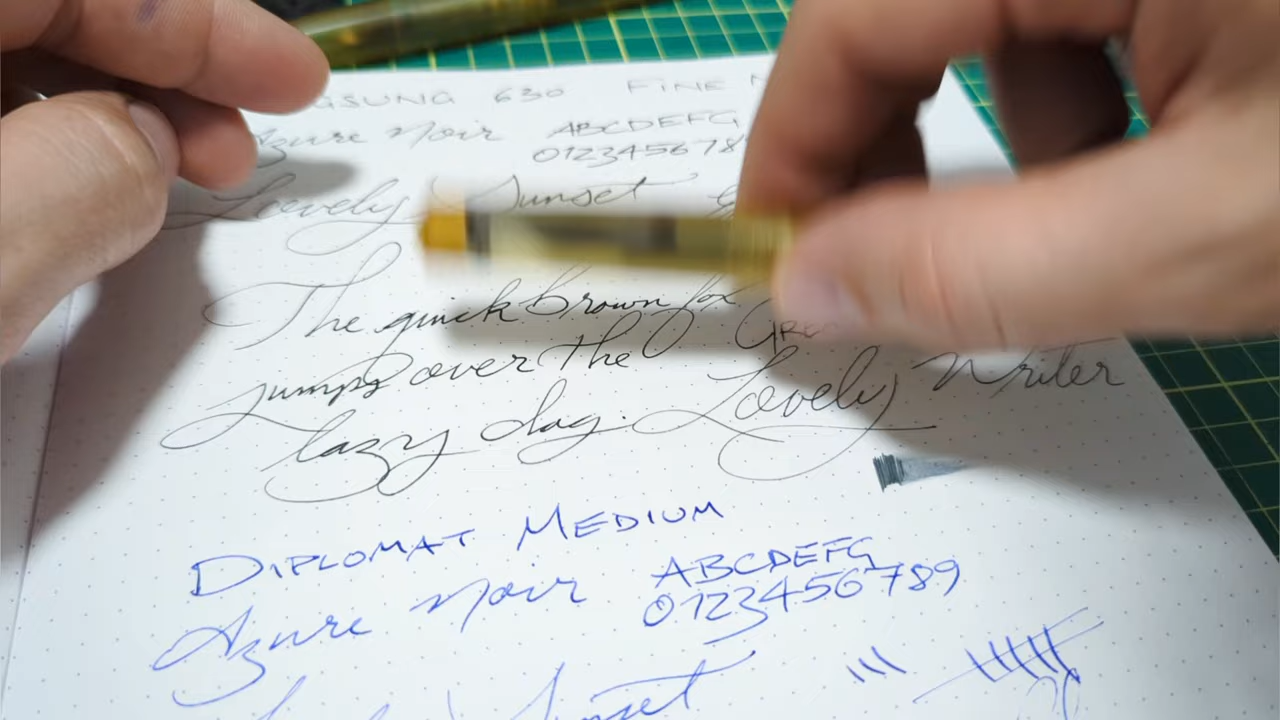 630 FINE
Azure Noir ABCDEFG
012345678
Lovely Sunset
The quick brown fox
jumps over the
lazy dog. Lovely Writer
DIPLOMAT MEDIUM
Azure Noir ABCDEFG
0123456789
Sunset